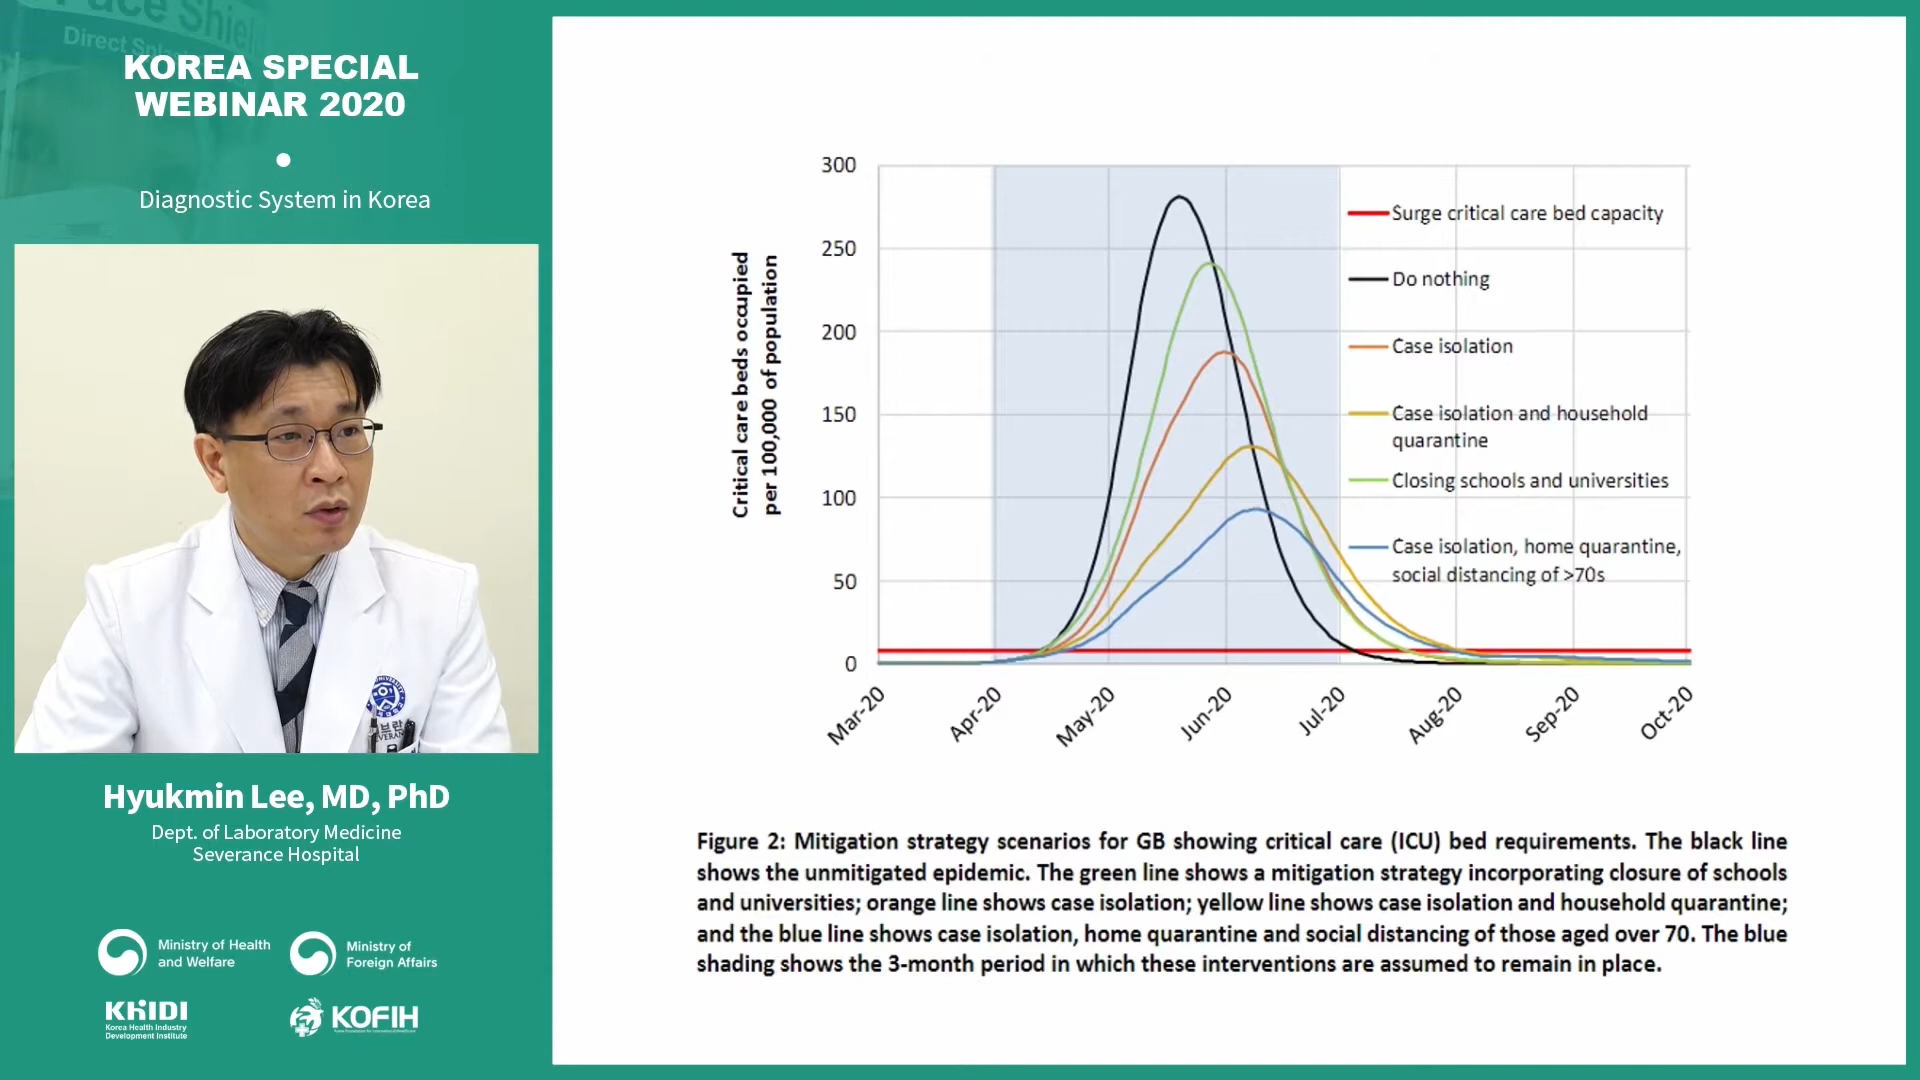 ace Shiel
Direct Spla
KOREA SPECIAL
WEBINAR 2020
Diagnostic System in Korea
브란
EVERAN
Hyukmin Lee, MD, PhD
Dept. of Laboratory Medicine
Severance Hospital
Ministry of Health
and Welfare
Ministry of
Foreign Affairs
KHIDI
Korea Health Industry
Development Institute
KOFIH
Critical care beds occupied
per 100,000 of population
300
250
200
150
100
50
0
Mar-20
Apr-20
May-20
Jun-20
Jul-20
Aug-20
Sep-20
Oct-20
Surge critical care bed capacity
Do nothing
Case isolation
Case isolation and household
quarantine
Closing schools and universities
Case isolation, home quarantine,
social distancing of >70s
Figure 2: Mitigation strategy scenarios for GB showing critical care (ICU) bed requirements. The black line
shows the unmitigated epidemic. The green line shows a mitigation strategy incorporating closure of schools
and universities; orange line shows case isolation; yellow line shows case isolation and household quarantine;
and the blue line shows case isolation, home quarantine and social distancing of those aged over 70. The blue
shading shows the 3-month period in which these interventions are assumed to remain in place.